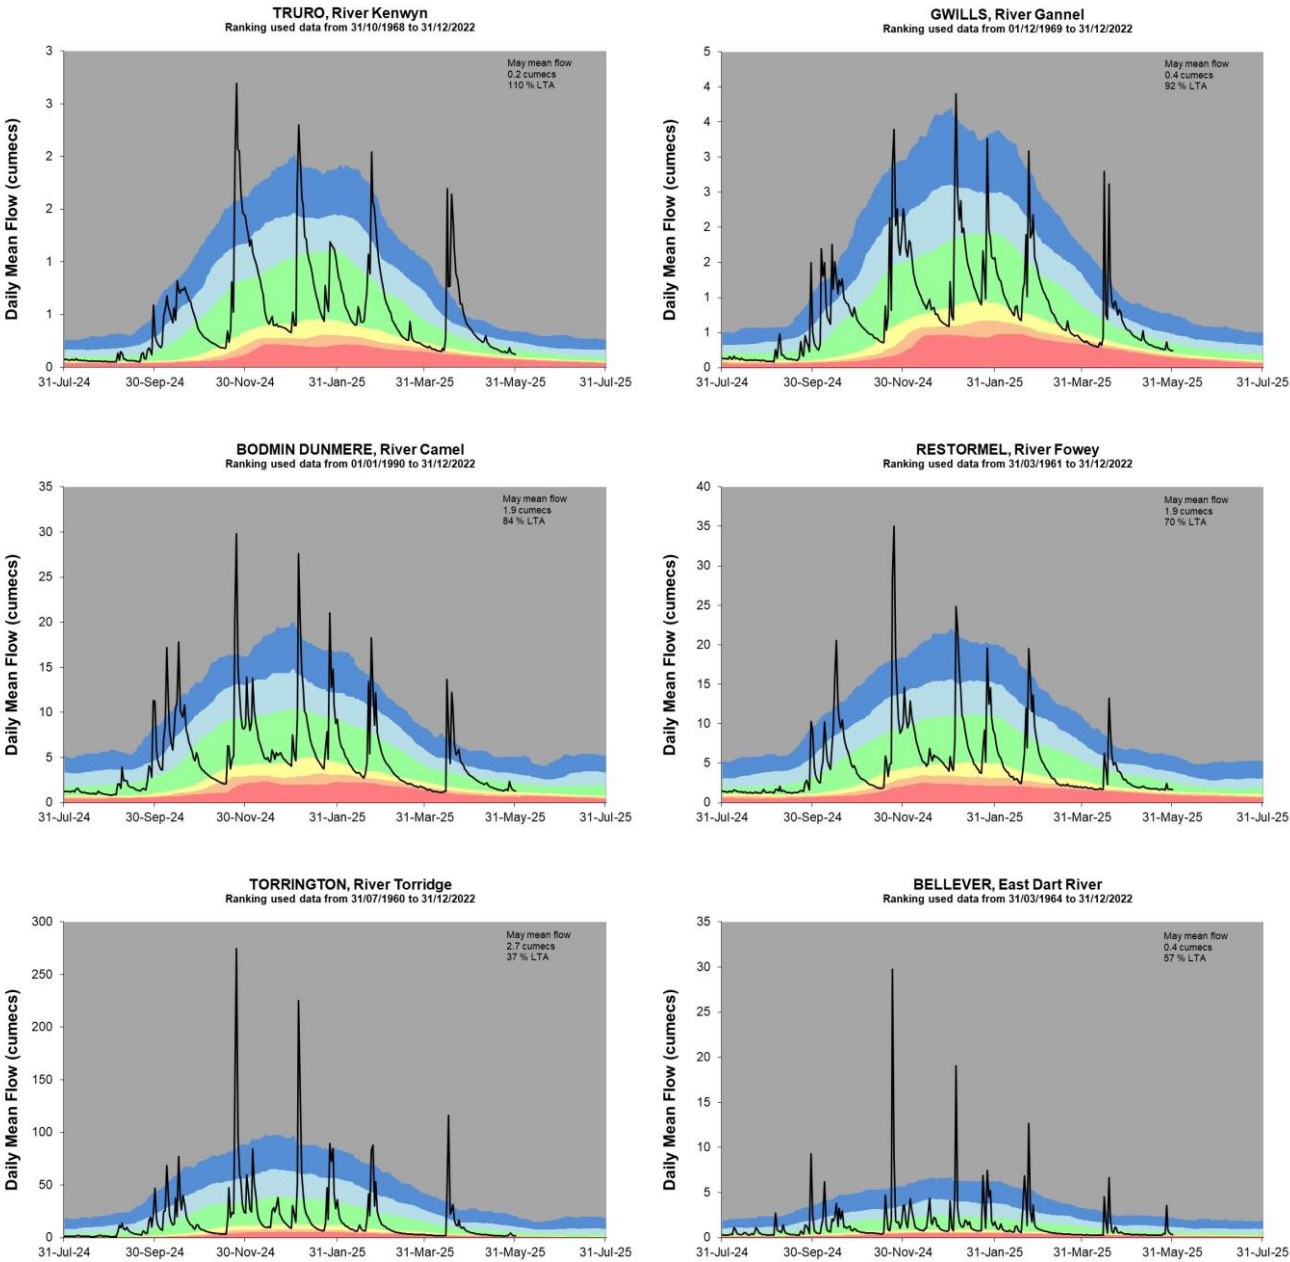 TRURO, River Kenwyn
Ranking used data from 31/10/1968 to 31/12/2022
May mean flow
0.2 cumecs
110 % LTA
Daily Mean Flow (cumecs)
3
3
2
2
1
1
0
31-Jul-24 30-Sep-24 30-Nov-24 31-Jan-25 31-Mar-25 31-May-25 31-Jul-25
GWILLS, River Gannel
Ranking used data from 01/12/1969 to 31/12/2022
May mean flow
0.4 cumecs
92 % LTA
Daily Mean Flow (cumecs)
5
4
4
3
3
2
2
1
1
0
31-Jul-24 30-Sep-24 30-Nov-24 31-Jan-25 31-Mar-25 31-May-25 31-Jul-25
BODMIN DUNMERE, River Camel
Ranking used data from 01/01/1990 to 31/12/2022
May mean flow
1.9 cumecs
84 % LTA
Daily Mean Flow (cumecs)
35
30
25
20
15
10
5
0
31-Jul-24 30-Sep-24 30-Nov-24 31-Jan-25 31-Mar-25 31-May-25 31-Jul-25
RESTORMEL, River Fowey
Ranking used data from 31/03/1961 to 31/12/2022
May mean flow
1.9 cumecs
70 % LTA
Daily Mean Flow (cumecs)
40
35
30
25
20
15
10
5
0
31-Jul-24 30-Sep-24 30-Nov-24 31-Jan-25 31-Mar-25 31-May-25 31-Jul-25
TORRINGTON, River Torridge
Ranking used data from 31/07/1960 to 31/12/2022
May mean flow
2.7 cumecs
37 % LTA
Daily Mean Flow (cumecs)
300
250
200
150
100
50
0
31-Jul-24 30-Sep-24 30-Nov-24 31-Jan-25 31-Mar-25 31-May-25 31-Jul-25
BELLEVER, East Dart River
Ranking used data from 31/03/1964 to 31/12/2022
May mean flow
0.4 cumecs
57 % LTA
Daily Mean Flow (cumecs)
35
30
25
20
15
10
5
0
31-Jul-24 30-Sep-24 30-Nov-24 31-Jan-25 31-Mar-25 31-May-25 31-Jul-25